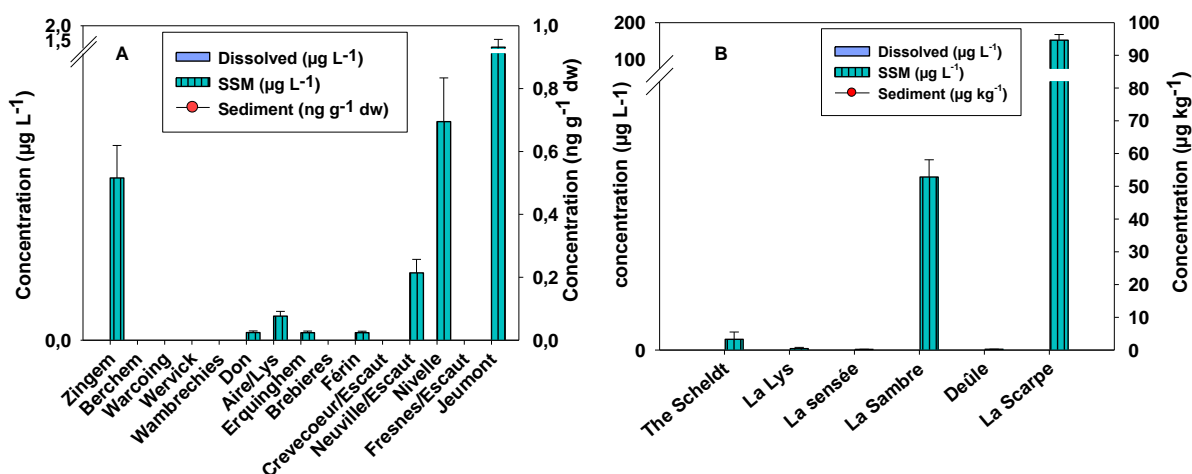 A
Dissolved (µg L-1)
SSM (µg L-1)
Sediment (ng g-1 dw)
Concentration (µg L-1)
2,0
1,5
0,0
1,0
0,8
0,6
0,4
0,2
0,0
Concentration (ng g-1 dw)
Zingem
Berchem
Warcoing
Wervick
Wambrechies
Don
Aire/Lys
Erquinghem
Brebieres
Férin
Crevecoeur/Escaut
Neuville/Escaut
Nivelle
Fresnes/Escaut
Jeumont
B
Dissolved (µg L-1)
SSM (µg L-1)
Sediment (µg kg-1)
concentration (µg L-1)
200
100
0
100
90
80
70
60
50
40
30
20
10
0
Concentration (µg kg-1)
The Scheldt
La Lys
La sensée
La Sambre
Deûle
La Scarpe